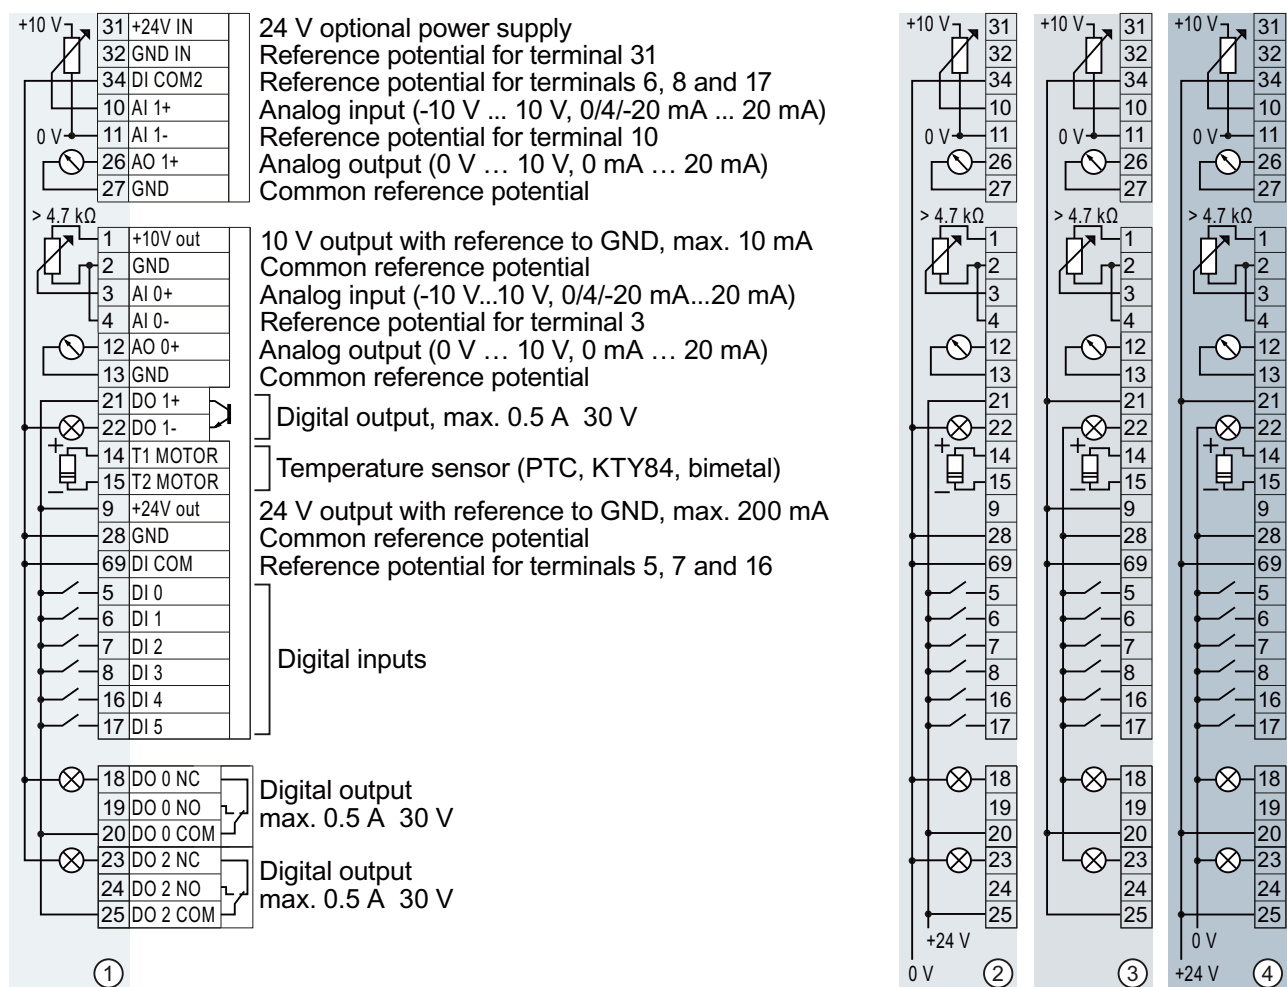 +10 V 31 +24V IN 24 V optional power supply
32 GND IN Reference potential for terminal 31
34 DI COM2 Reference potential for terminals 6, 8 and 17
10 AI 1+ Analog input (-10 V ... 10 V, 0/4/-20 mA ... 20 mA)
0 V 11 AI 1- Reference potential for terminal 10
26 AO 1+ Analog output (0 V … 10 V, 0 mA … 20 mA)
27 GND Common reference potential
> 4.7 kΩ
1 +10V out 10 V output with reference to GND, max. 10 mA
2 GND Common reference potential
3 AI 0+ Analog input (-10 V...10 V, 0/4/-20 mA...20 mA)
4 AI 0- Reference potential for terminal 3
12 AO 0+ Analog output (0 V … 10 V, 0 mA … 20 mA)
13 GND Common reference potential
21 DO 1+
22 DO 1-
Digital output, max. 0.5 A 30 V
+ 14 T1 MOTOR
– 15 T2 MOTOR
Temperature sensor (PTC, KTY84, bimetal)
9 +24V out 24 V output with reference to GND, max. 200 mA
28 GND Common reference potential
69 DI COM Reference potential for terminals 5, 7 and 16
5 DI 0
6 DI 1
7 DI 2
8 DI 3
16 DI 4
17 DI 5
Digital inputs
18 DO 0 NC
19 DO 0 NO
20 DO 0 COM
Digital output
max. 0.5 A 30 V
23 DO 2 NC
24 DO 2 NO
25 DO 2 COM
Digital output
max. 0.5 A 30 V
1
+10 V 31
32
34
10
0 V 11
26
27
> 4.7 kΩ
1
2
3
4
12
13
21
22
+ 14
– 15
9
28
69
5
6
7
8
16
17
18
19
20
23
24
25
+24 V
0 V
2
+10 V 31
32
34
10
0 V 11
26
27
> 4.7 kΩ
1
2
3
4
12
13
21
22
+ 14
– 15
9
28
69
5
6
7
8
16
17
18
19
20
23
24
25
3
+10 V 31
32
34
10
0 V 11
26
27
> 4.7 kΩ
1
2
3
4
12
13
21
22
+ 14
– 15
9
28
69
5
6
7
8
16
17
18
19
20
23
24
25
0 V
+24 V
4